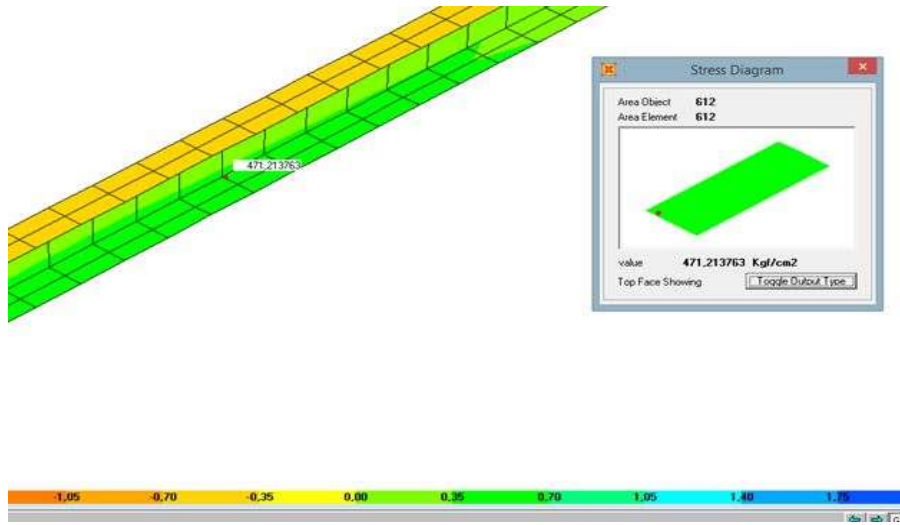 Stress Diagram
Area Object 612
Area Element 612
471,213763
value 471,213763 Kgf/cm2
Top Face Showing Toggle Output Type
-1,05 -0,70 -0,35 0,00 0,35 0,70 1,05 1,40 1,75
G